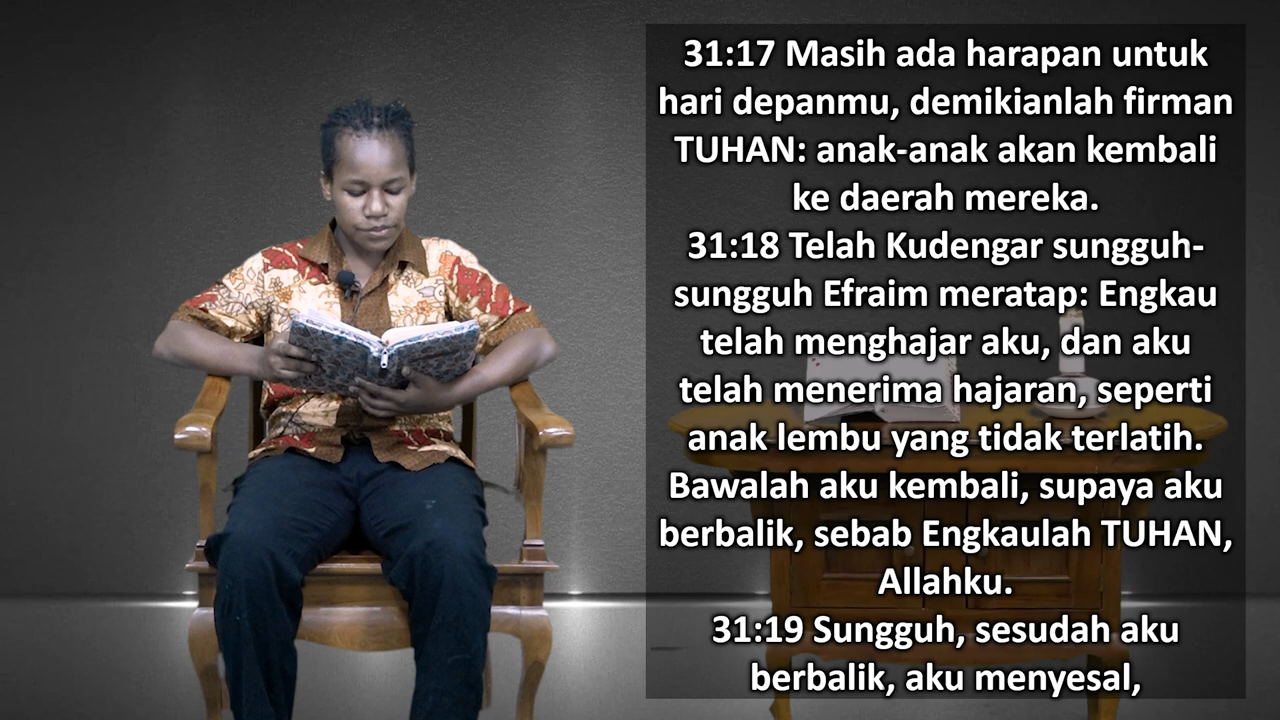 31:17 Masih ada harapan untuk
hari depanmu, demikianlah firman
TUHAN: anak-anak akan kembali
ke daerah mereka.
31:18 Telah Kudengar sungguh-
sungguh Efraim meratap: Engkau
telah menghajar aku, dan aku
telah menerima hajaran, seperti
anak lembu yang tidak terlatih.
Bawalah aku kembali, supaya aku
berbalik, sebab Engkaulah TUHAN,
Allahku.
31:19 Sungguh, sesudah aku
berbalik, aku menyesal,